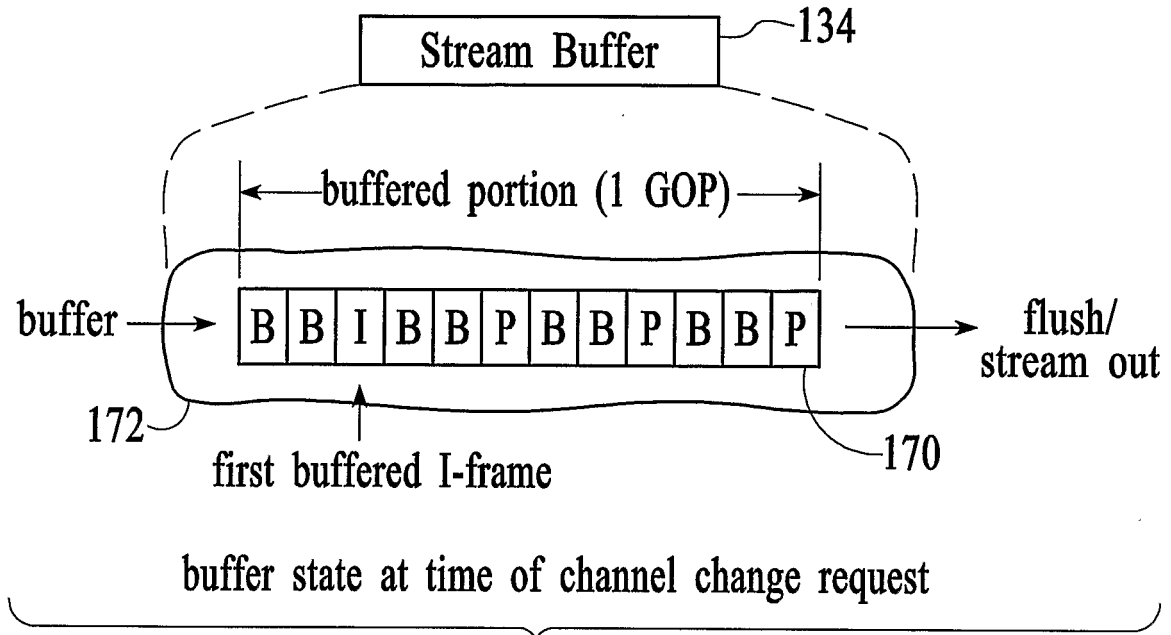 134
Stream Buffer
buffered portion (1 GOP)
buffer
B B I B B P B B P B B P
flush/
stream out
172
170
first buffered I-frame
buffer state at time of channel change request